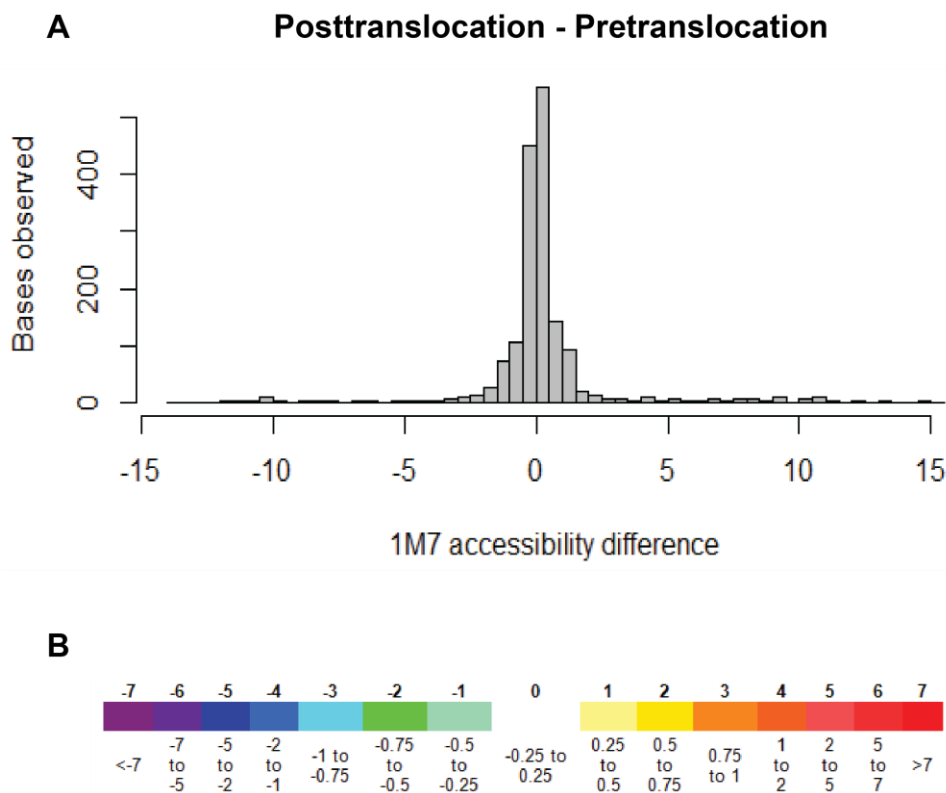 A Posttranslocation - Pretranslocation
Bases observed
400
200
0
-15 -10 -5 0 5 10 15
1M7 accessibility difference
B
-7 -6 -5 -4 -3 -2 -1 0 1 2 3 4 5 6 7
<-7
-7
to
-5
-5
to
-2
-2
to
-1
-1 to
-0.75
-0.75
to
-0.5
-0.5
to
-0.25
-0.25 to
0.25
0.25
to
0.5
0.5
to
0.75
0.75
to 1
1
to
2
2
to
5
5
to
7
>7